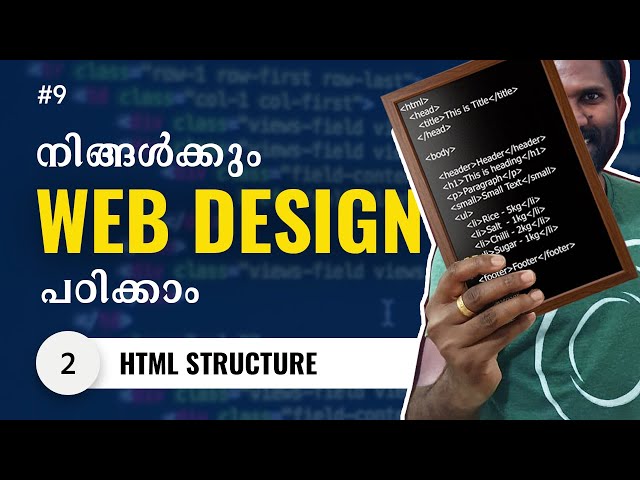 #9
നിങ്ങൾക്കും
WEB DESIGN
പഠിക്കാം
2 HTML STRUCTURE
<html>
<head>
<title>This is Title</title>
</head>
<body>
<header>Header</header>
<h1>This is heading</h1>
<p>Paragraph</p>
<small>Small Text</small>
<ul>
<li>Rice - 5kg</li>
<li>Salt - 1kg</li>
<li>Chilli - 2kg</li>
<li>Sugar - 1kg</li>
<footer>Footer</footer>